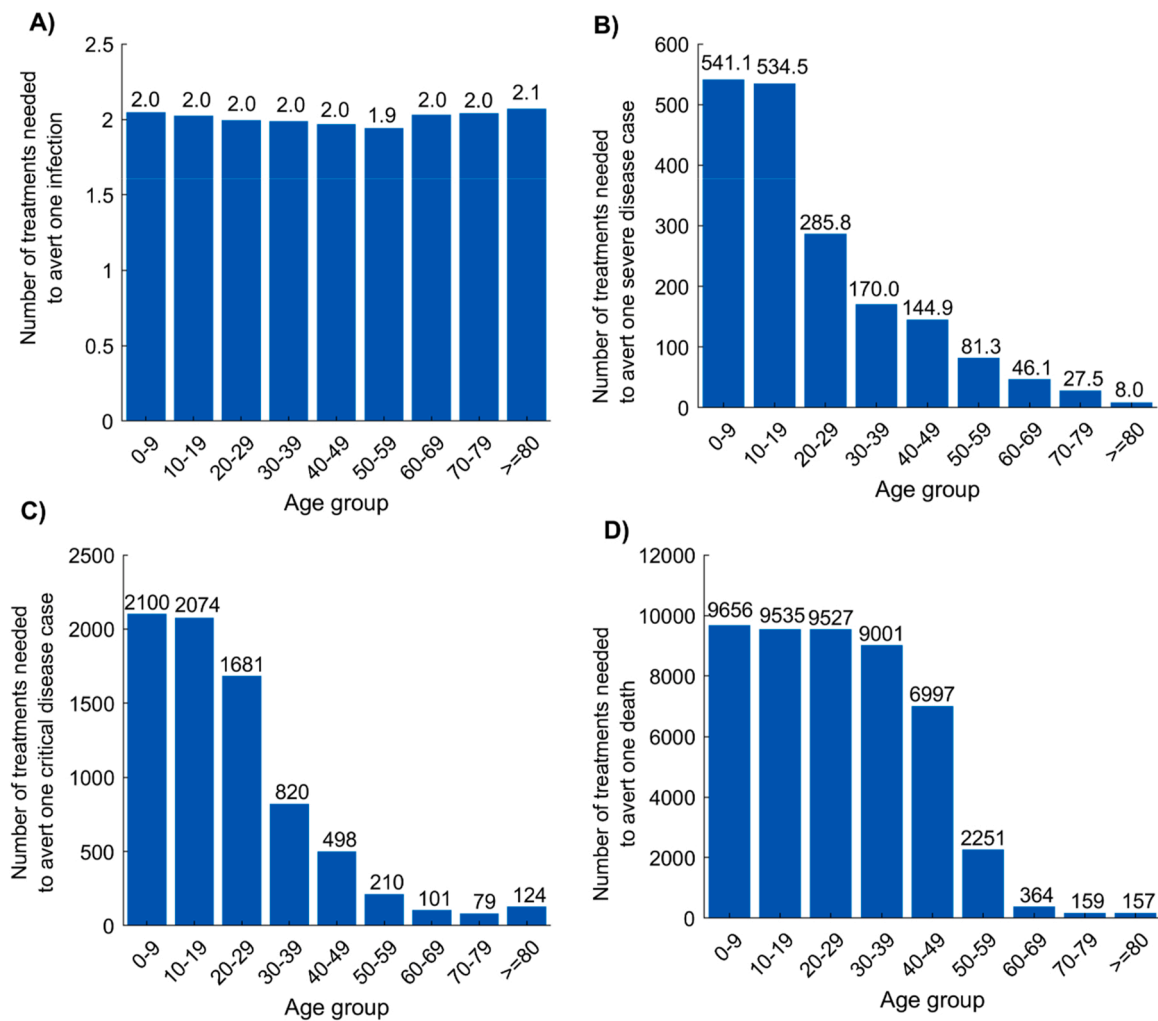 A)
Number of treatments needed
to avert one infection
2.5
2
1.5
1
0.5
0
2.0 2.0 2.0 2.0 2.0 1.9 2.0 2.0 2.1
0-9 10-19 20-29 30-39 40-49 50-59 60-69 70-79 >=80
Age group
B)
Number of treatments needed
to avert one severe disease case
600
500
400
300
200
100
0
541.1 534.5 285.8 170.0 144.9 81.3 46.1 27.5 8.0
0-9 10-19 20-29 30-39 40-49 50-59 60-69 70-79 >=80
Age group
C)
Number of treatments needed
to avert one critical disease case
2500
2000
1500
1000
500
0
2100 2074 1681 820 498 210 101 79 124
0-9 10-19 20-29 30-39 40-49 50-59 60-69 70-79 >=80
Age group
D)
Number of treatments needed
to avert one death
12000
10000
8000
6000
4000
2000
0
9656 9535 9527 9001 6997 2251 364 159 157
0-9 10-19 20-29 30-39 40-49 50-59 60-69 70-79 >=80
Age group